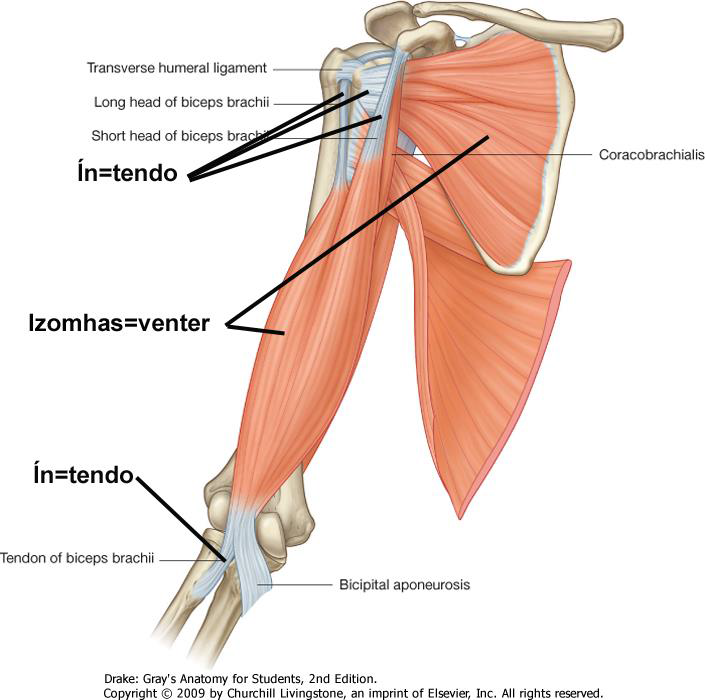 Transverse humeral ligament
Long head of biceps brachii
Short head of biceps brachii
Ín=tendo
Coracobrachialis
Izomhas=venter
Ín=tendo
Tendon of biceps brachii
Bicipital aponeurosis
Drake: Gray's Anatomy for Students, 2nd Edition.
Copyright © 2009 by Churchill Livingstone, an imprint of Elsevier, Inc. All rights reserved.